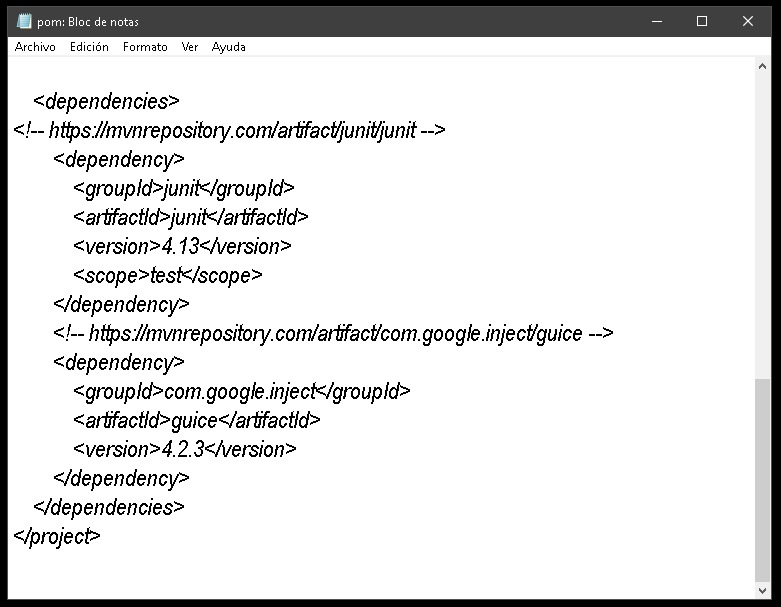 pom: Bloc de notas
Archivo Edición Formato Ver Ayuda
<dependencies>
<!-- https://mvnrepository.com/artifact/junit/junit -->
<dependency>
<groupId>junit</groupId>
<artifactId>junit</artifactId>
<version>4.13</version>
<scope>test</scope>
</dependency>
<!-- https://mvnrepository.com/artifact/com.google.inject/guice -->
<dependency>
<groupId>com.google.inject</groupId>
<artifactId>guice</artifactId>
<version>4.2.3</version>
</dependency>
</dependencies>
</project>